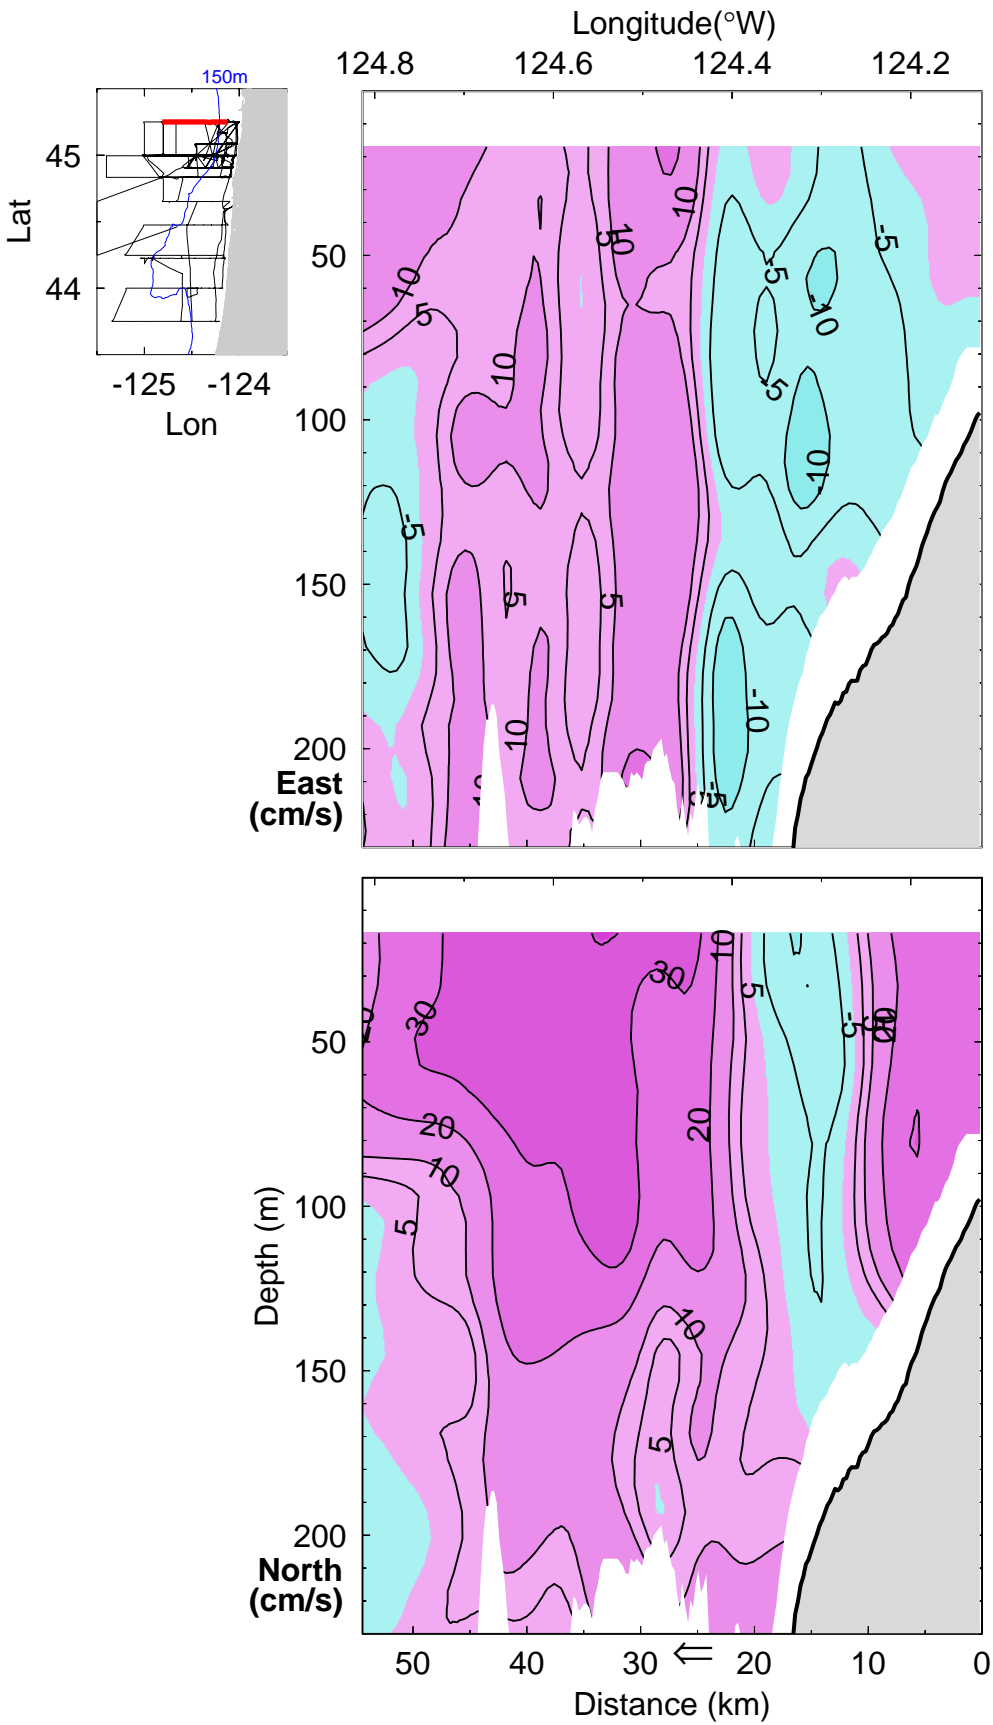 Longitude(°W)
124.8 124.6 124.4 124.2
150m
45
44
Lat
-125 -124
Lon
50
100
150
200
East
(cm/s)
10 5 10 5 10 10 5 -5 -10 -5 -5 -10 -5 5 5 10 -10 -5
50
100
150
200
Depth (m)
North
(cm/s)
30 20 10 5 30 10 5 20 10 5 -5
50 40 30 ⇐ 20 10 0
Distance (km)